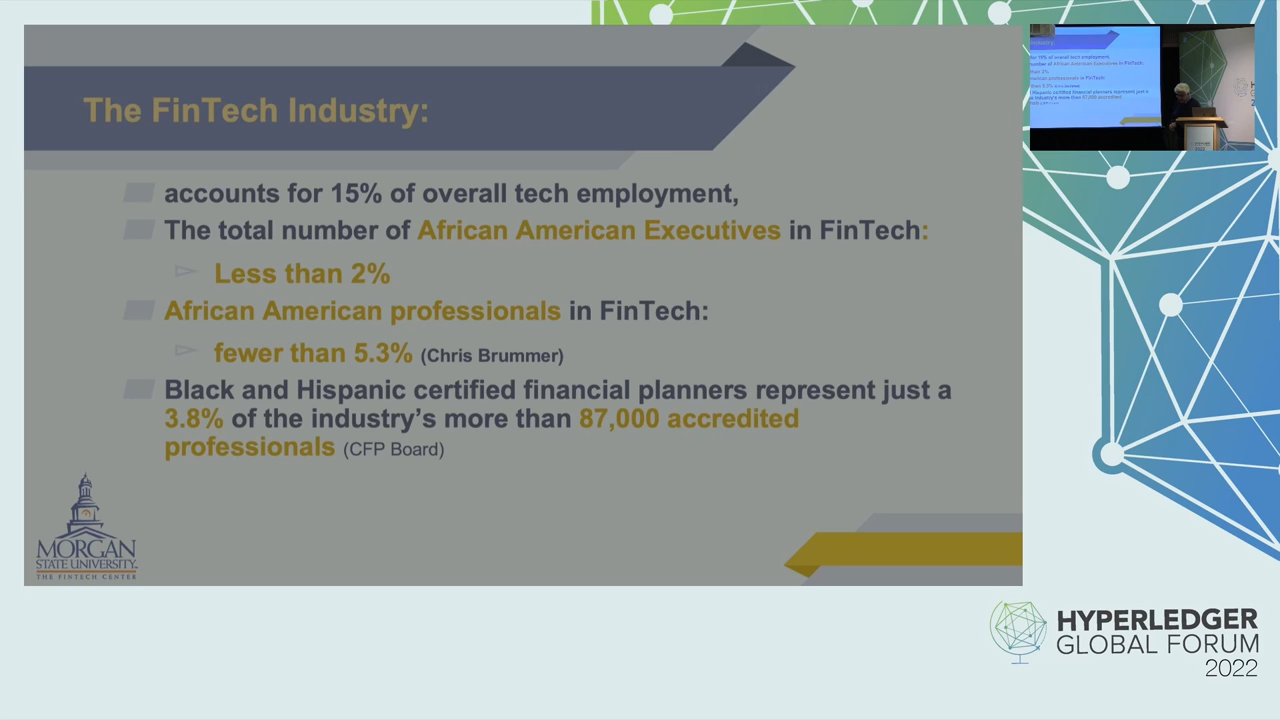 The FinTech Industry:
accounts for 15% of overall tech employment,
The total number of African American Executives in FinTech:
Less than 2%
African American professionals in FinTech:
fewer than 5.3% (Chris Brummer)
Black and Hispanic certified financial planners represent just a
3.8% of the industry’s more than 87,000 accredited
professionals (CFP Board)
MORGAN
STATE UNIVERSITY
THE FINTECH CENTER
HYPERLEDGER
GLOBAL FORUM
2022